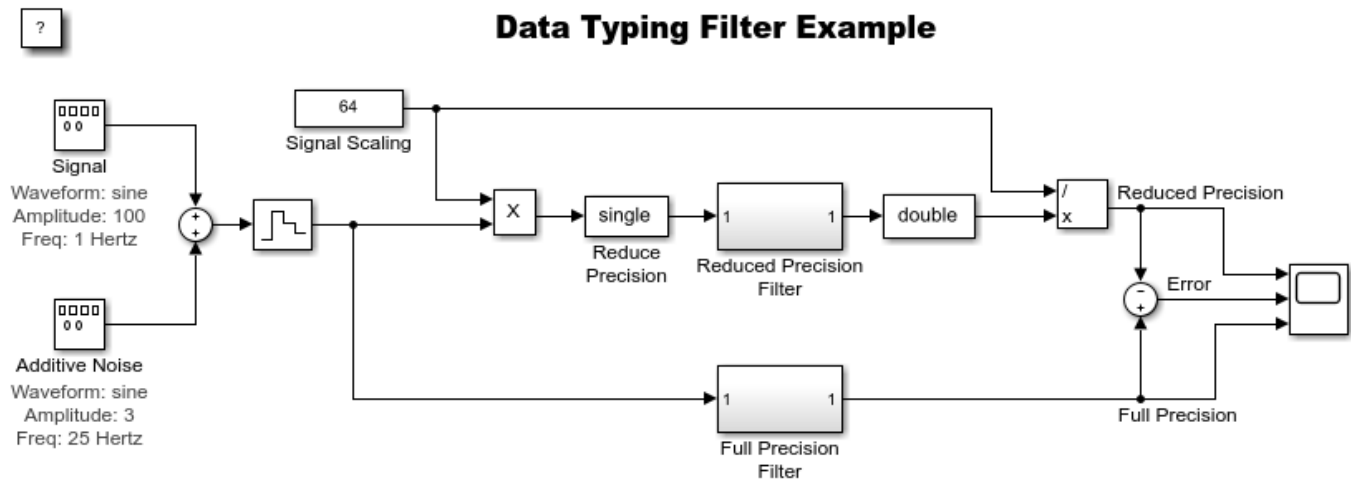 ?
Data Typing Filter Example
64
Signal Scaling
Signal
Waveform: sine
Amplitude: 100
Freq: 1 Hertz
+
+
X
single
Reduce
Precision
1 1
Reduced Precision
Filter
double
/
x
Reduced Precision
−
+
Error
Additive Noise
Waveform: sine
Amplitude: 3
Freq: 25 Hertz
1 1
Full Precision
Filter
Full Precision